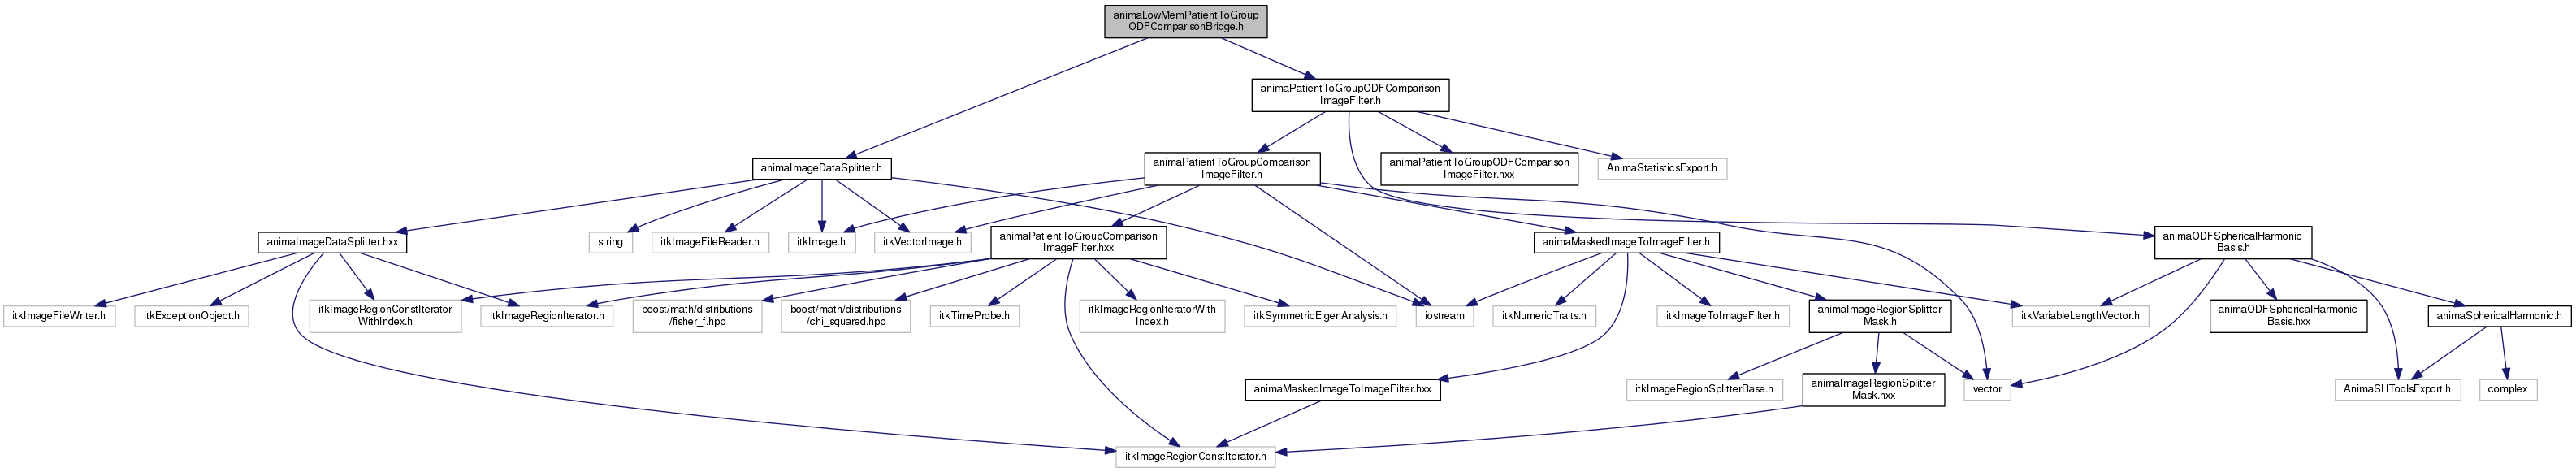 animaLowMemPatientToGroup
ODFComparisonBridge.h
animaPatientToGroupODFComparison
ImageFilter.h
animaImageDataSplitter.h
animaPatientToGroupComparison
ImageFilter.h
animaPatientToGroupODFComparison
ImageFilter.hxx
AnimaStatisticsExport.h
animaImageDataSplitter.hxx
string
itkImageFileReader.h
itkImage.h
itkVectorImage.h
animaPatientToGroupComparison
ImageFilter.hxx
animaMaskedImageToImageFilter.h
animaODFSphericalHarmonic
Basis.h
itkImageFileWriter.h
itkExceptionObject.h
itkImageRegionConstIterator
WithIndex.h
itkImageRegionIterator.h
boost/math/distributions
/fisher_f.hpp
boost/math/distributions
/chi_squared.hpp
itkTimeProbe.h
itkImageRegionIteratorWith
Index.h
itkSymmetricEigenAnalysis.h
iostream
itkNumericTraits.h
itkImageToImageFilter.h
animaImageRegionSplitter
Mask.h
itkVariableLengthVector.h
animaODFSphericalHarmonic
Basis.hxx
animaSphericalHarmonic.h
animaMaskedImageToImageFilter.hxx
itkImageRegionSplitterBase.h
animaImageRegionSplitter
Mask.hxx
vector
AnimaSHToolsExport.h
complex
itkImageRegionConstIterator.h